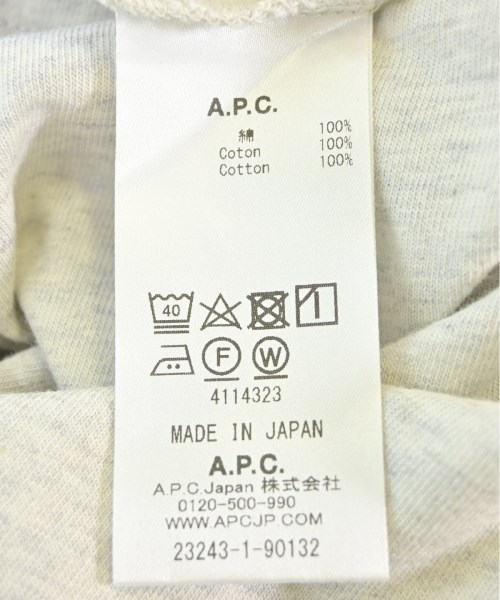 A.P.C.
綿 100%
Coton 100%
Cotton 100%
40
F W
4114323
MADE IN JAPAN
A.P.C.
A.P.C.Japan 株式会社
0120-500-990
WWW.APCJP.COM
23243-1-90132